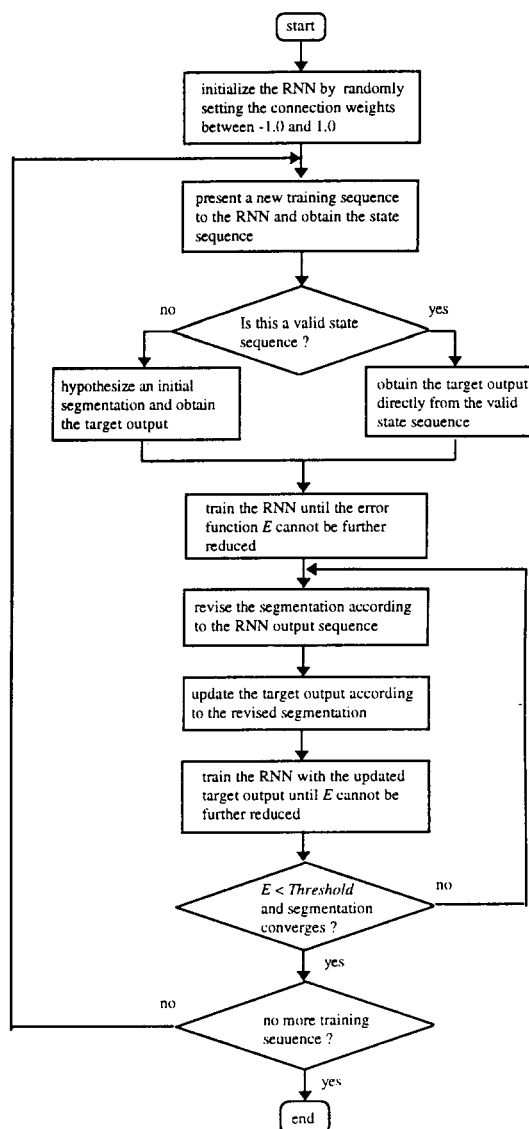 start
initialize the RNN by randomly
setting the connection weights
between -1.0 and 1.0
present a new training sequence
to the RNN and obtain the state
sequence
no
yes
Is this a valid state
sequence ?
hypothesize an initial
segmentation and obtain
the target output
obtain the target output
directly from the valid
state sequence
train the RNN until the error
function E cannot be further
reduced
revise the segmentation according
to the RNN output sequence
update the target output according
to the revised segmentation
train the RNN with the updated
target output until E cannot be
further reduced
E < Threshold
and segmentation
converges ?
no
yes
no
no more training
sequence ?
yes
end